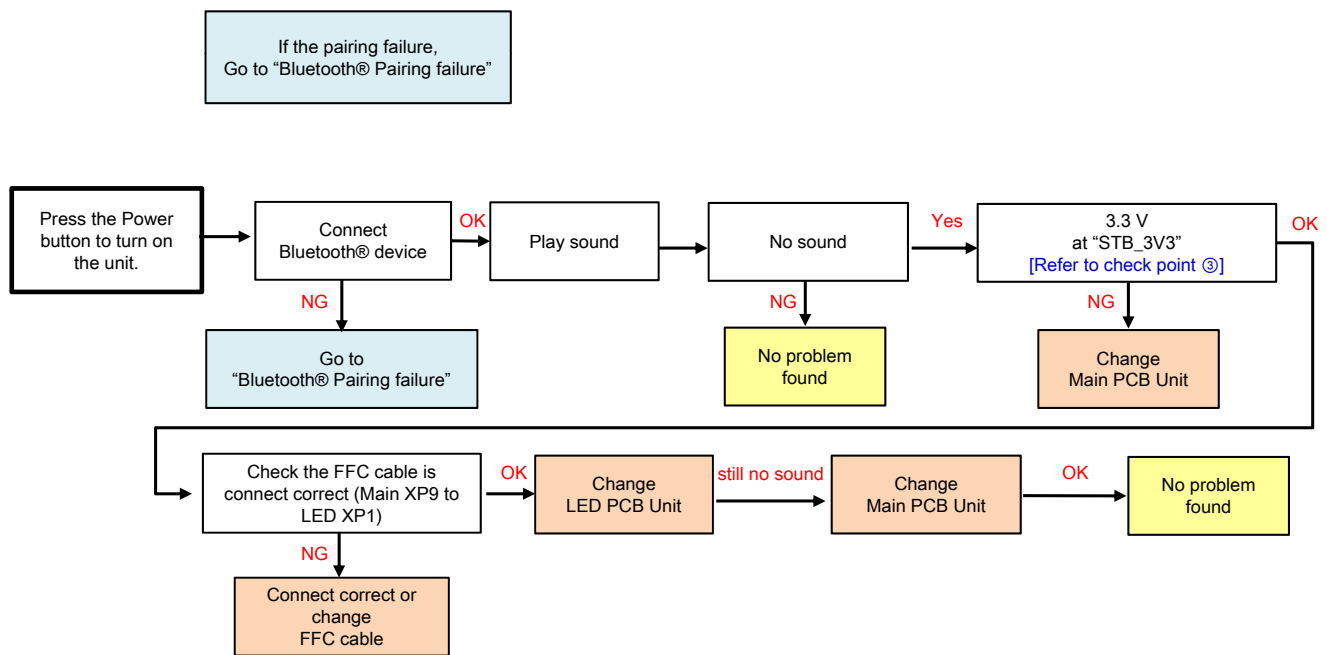 If the pairing failure,
Go to “Bluetooth® Pairing failure”
Press the Power
button to turn on
the unit.
Connect
Bluetooth® device
OK
Play sound
No sound
Yes
3.3 V
at “STB_3V3”
[Refer to check point ③]
OK
NG
NG
NG
Go to
“Bluetooth® Pairing failure”
No problem
found
Change
Main PCB Unit
Check the FFC cable is
connect correct (Main XP9 to
LED XP1)
OK
Change
LED PCB Unit
still no sound
Change
Main PCB Unit
OK
No problem
found
NG
Connect correct or
change
FFC cable